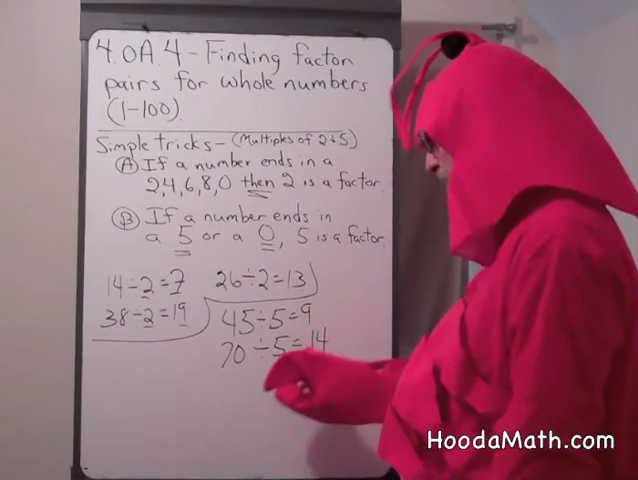 4.OA.4 - Finding factor
pairs for whole numbers
(1-100).
Simple tricks - (Multiples of 2+5)
A If a number ends in a
2,4,6,8,0 then 2 is a factor.
B If a number ends in
a 5 or a 0, 5 is a factor.
14÷2=7 26÷2=13
38÷2=19 45÷5=9
70÷5=14
HoodaMath.com